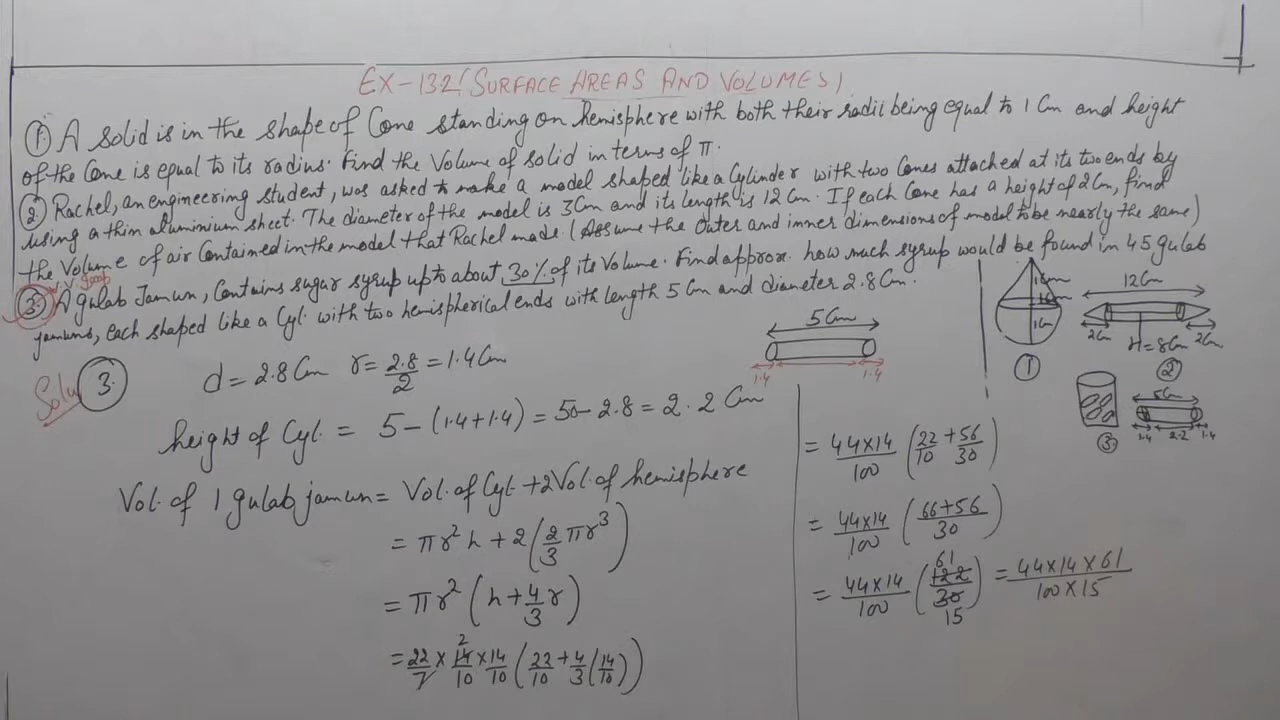 EX-132 (SURFACE AREAS AND VOLUMES)
1. A solid is in the shape of Cone standing on hemisphere with both their radii being equal to 1 Cm and height
of the Cone is equal to its radius. Find the Volume of solid in terms of π.
2. Rachel, an engineering student, was asked to make a model shaped like a Cylinder with two Cones attached at its two ends by
using a thin aluminium sheet. The diameter of the model is 3 Cm and its length is 12 Cm. If each Cone has a height of 2 Cm, find
the Volume of air Contained in the model that Rachel made. (Assume the Outer and inner dimensions of model to be nearly the same)
3. A gulab Jamun, Contains sugar syrup up to about 30% of its Volume. Find approx. how much syrup would be found in 45 gulab
jamuns, each shaped like a Cyl. with two hemispherical ends with length 5 Cm and diameter 2.8 Cm.
1Cm
1Cm
1Cm
1
12 Cm
2Cm
H=8Cm
2Cm
2
5Cm
1.4
1.4
5Cm
1.4
2.2
1.4
3
Solu
3.
d = 2.8 Cm r = 2.8/2 = 1.4 Cm
height of Cyl. = 5 - (1.4+1.4) = 50 - 2.8 = 2.2 Cm
Vol. of 1 gulab jamun = Vol. of Cyl + 2 Vol. of hemisphere
= πr²h + 2(2/3 πr³)
= πr²(h + 4/3 r)
= 22/7 × 14/10 2 × 14/10 (22/10 + 4/3 (14/10))
= 44×14/100 (22/10 + 56/30)
= 44×14/100 (66+56/30)
= 44×14/100 (61 122/30 15) = 44×14×61/100×15